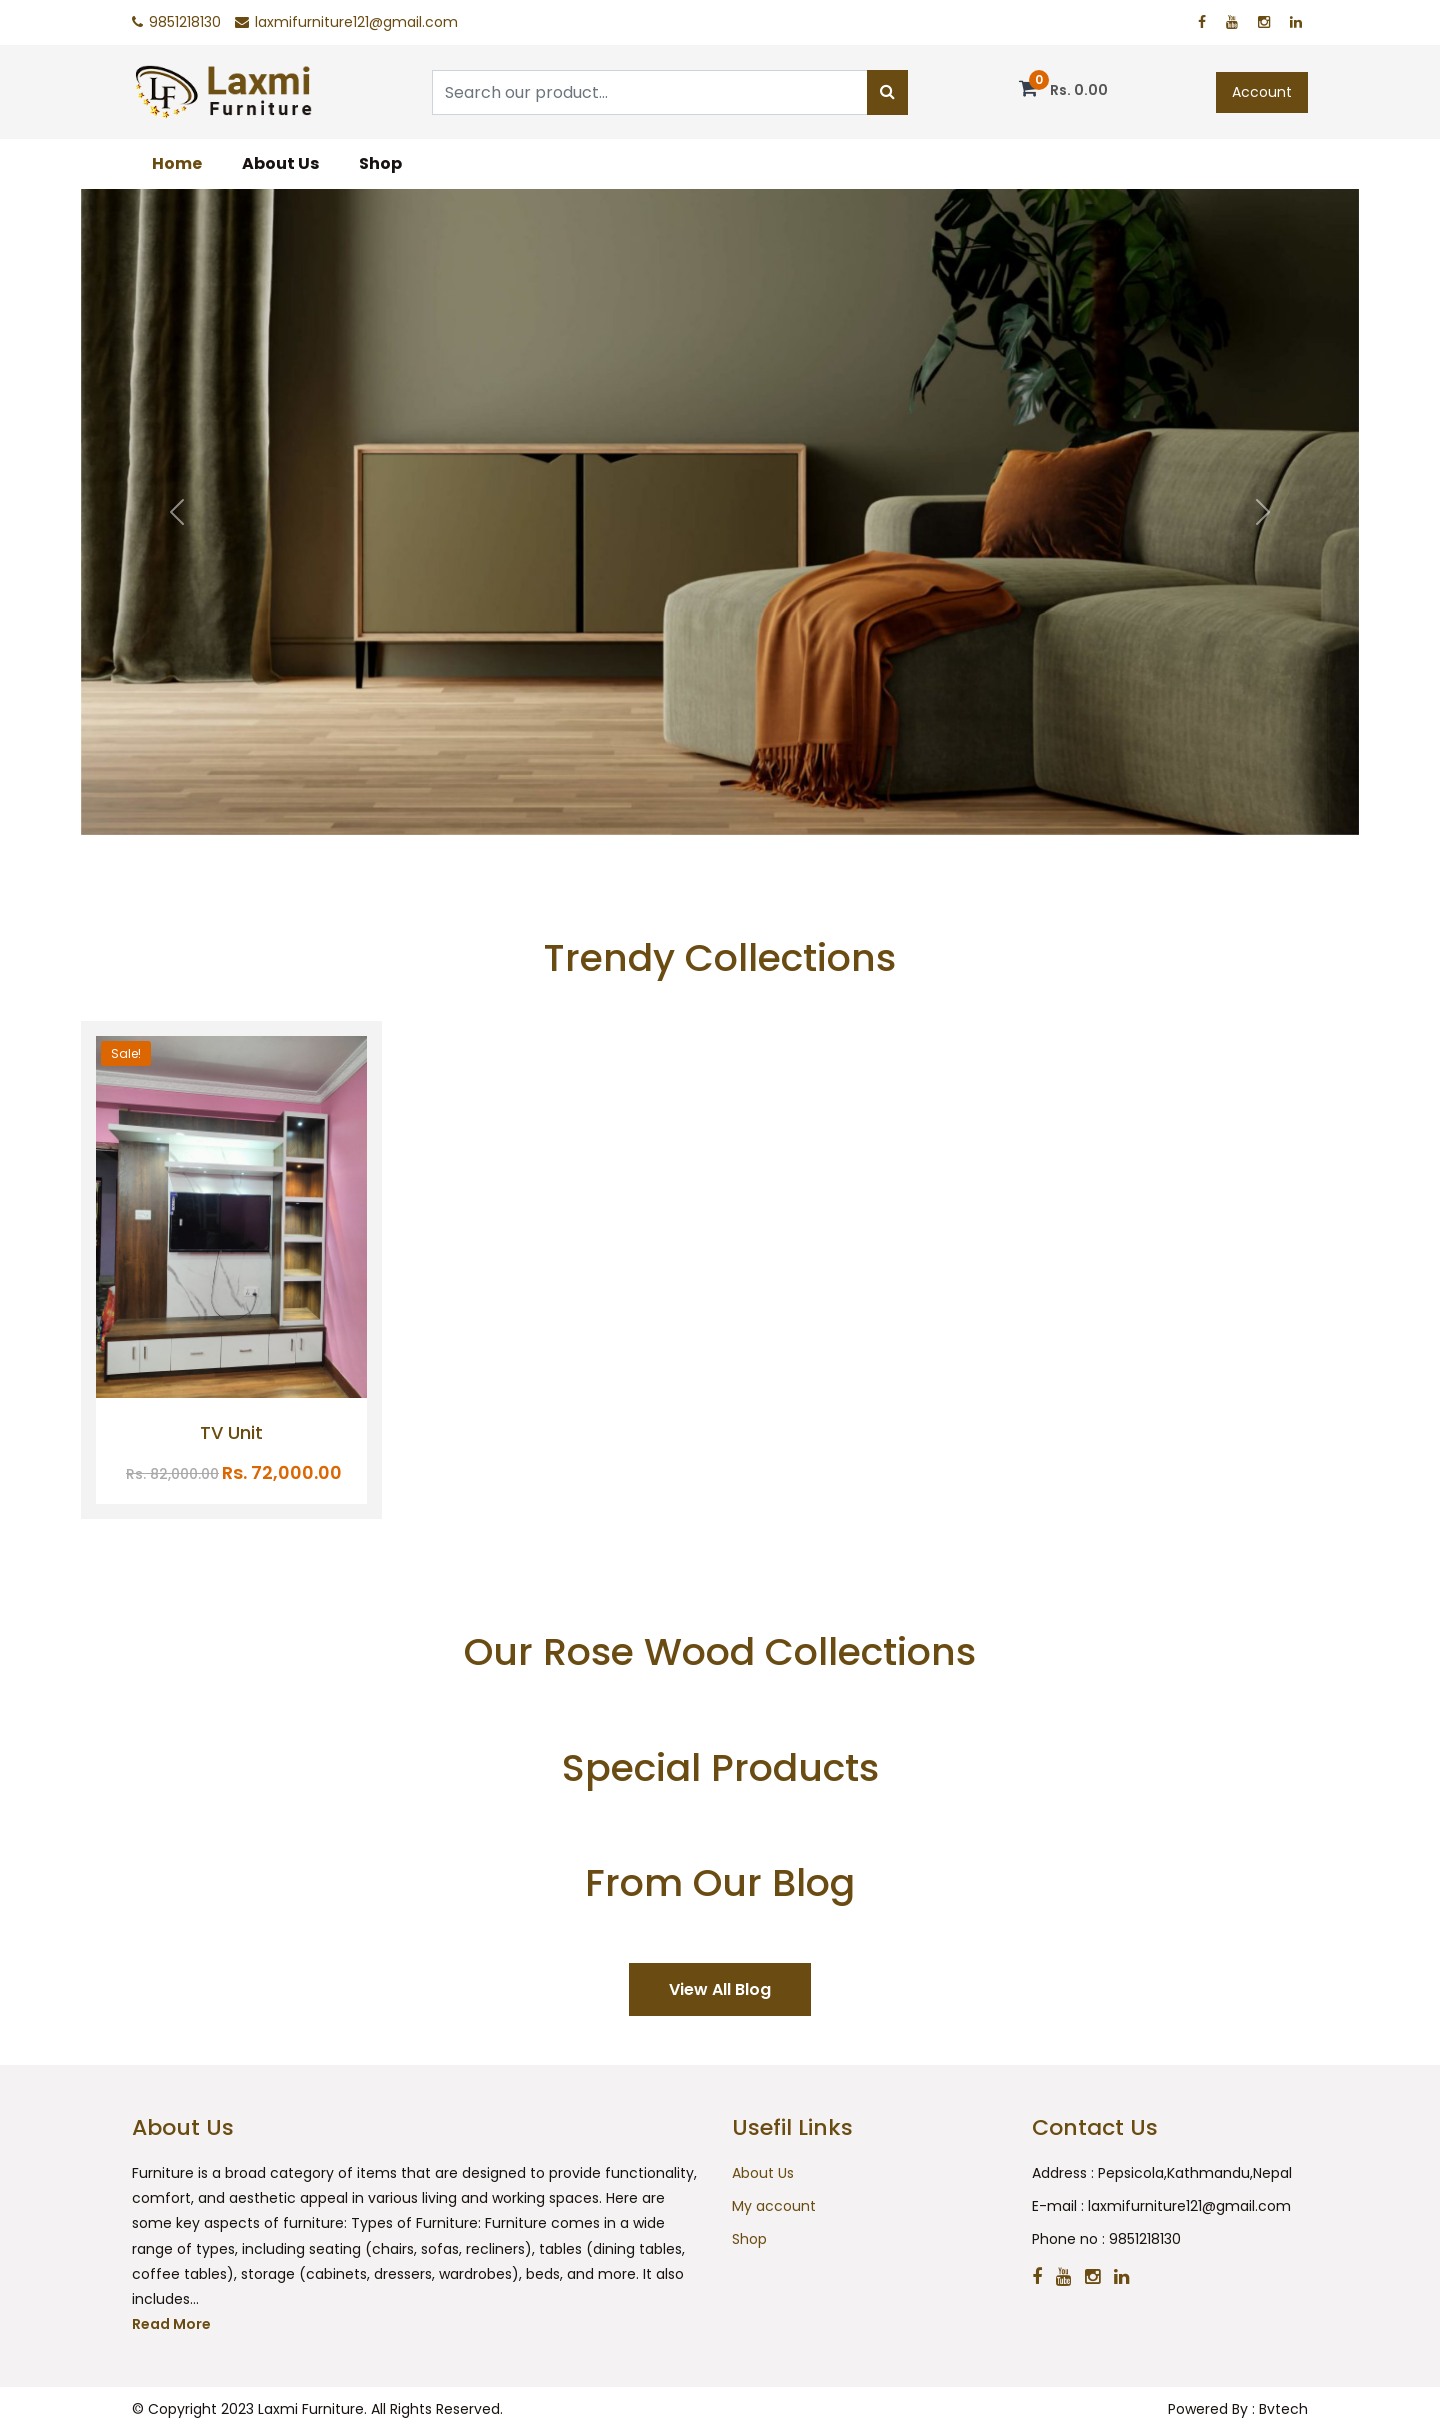 9851218130 laxmifurniture121@gmail.com
LF Laxmi
Furniture
Search our product...
0
Rs. 0.00
Account
Home About Us Shop
Trendy Collections
Sale!
TV Unit
Rs. 82,000.00 Rs. 72,000.00
Our Rose Wood Collections
Special Products
From Our Blog
View All Blog
About Us
Furniture is a broad category of items that are designed to provide functionality,
comfort, and aesthetic appeal in various living and working spaces. Here are
some key aspects of furniture: Types of Furniture: Furniture comes in a wide
range of types, including seating (chairs, sofas, recliners), tables (dining tables,
coffee tables), storage (cabinets, dressers, wardrobes), beds, and more. It also
includes...
Read More
Usefil Links
About Us
My account
Shop
Contact Us
Address : Pepsicola,Kathmandu,Nepal
E-mail : laxmifurniture121@gmail.com
Phone no : 9851218130
© Copyright 2023 Laxmi Furniture. All Rights Reserved.
Powered By : Bvtech